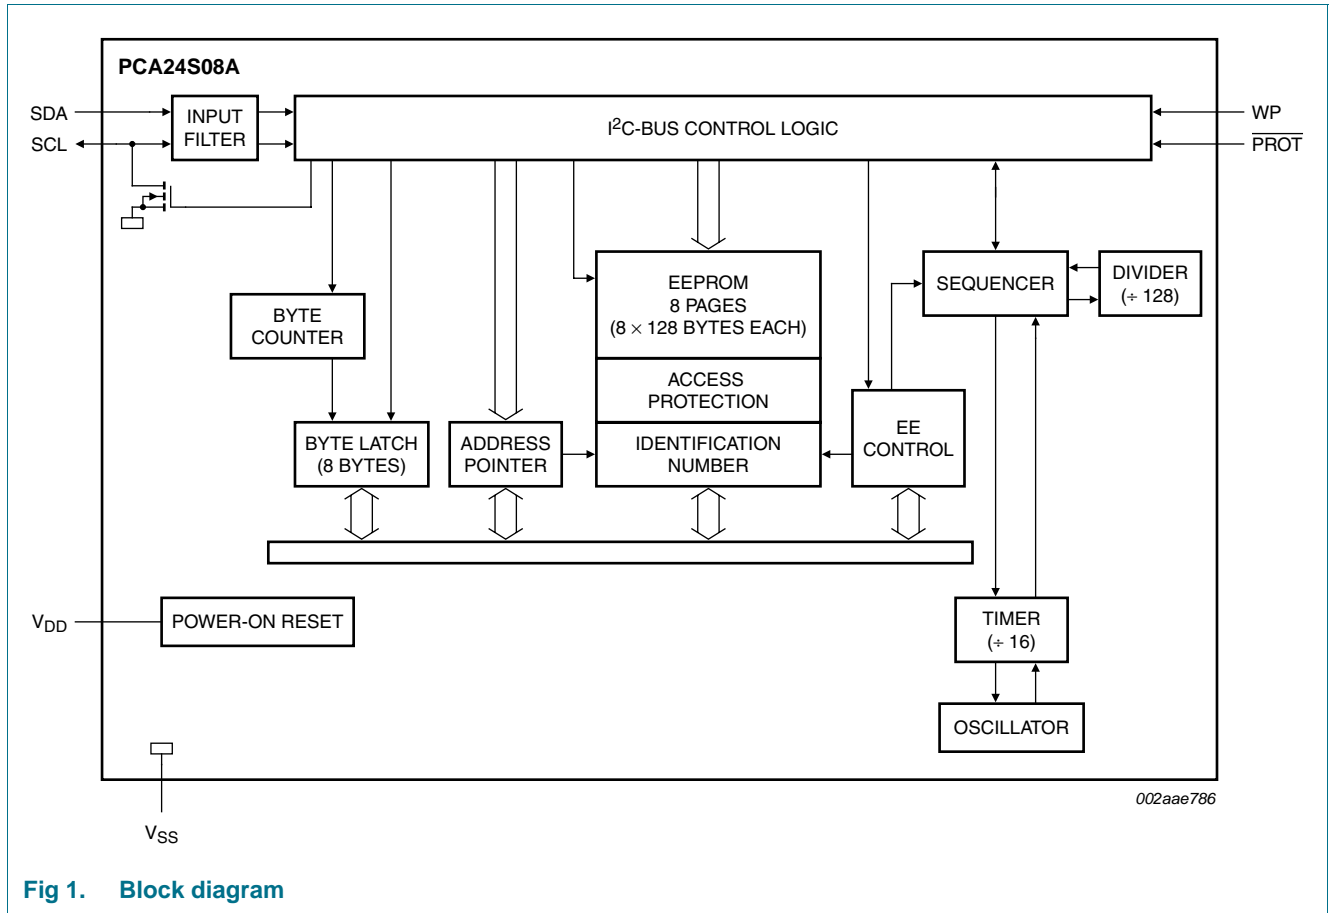 PCA24S08A
SDA
SCL
INPUT
FILTER
I²C-BUS CONTROL LOGIC
WP
PROT
BYTE
COUNTER
EEPROM
8 PAGES
(8 × 128 BYTES EACH)
SEQUENCER
DIVIDER
(÷ 128)
ACCESS
PROTECTION
BYTE LATCH
(8 BYTES)
ADDRESS
POINTER
IDENTIFICATION
NUMBER
EE
CONTROL
VDD
POWER-ON RESET
TIMER
(÷ 16)
OSCILLATOR
VSS
002aae786
Fig 1. Block diagram